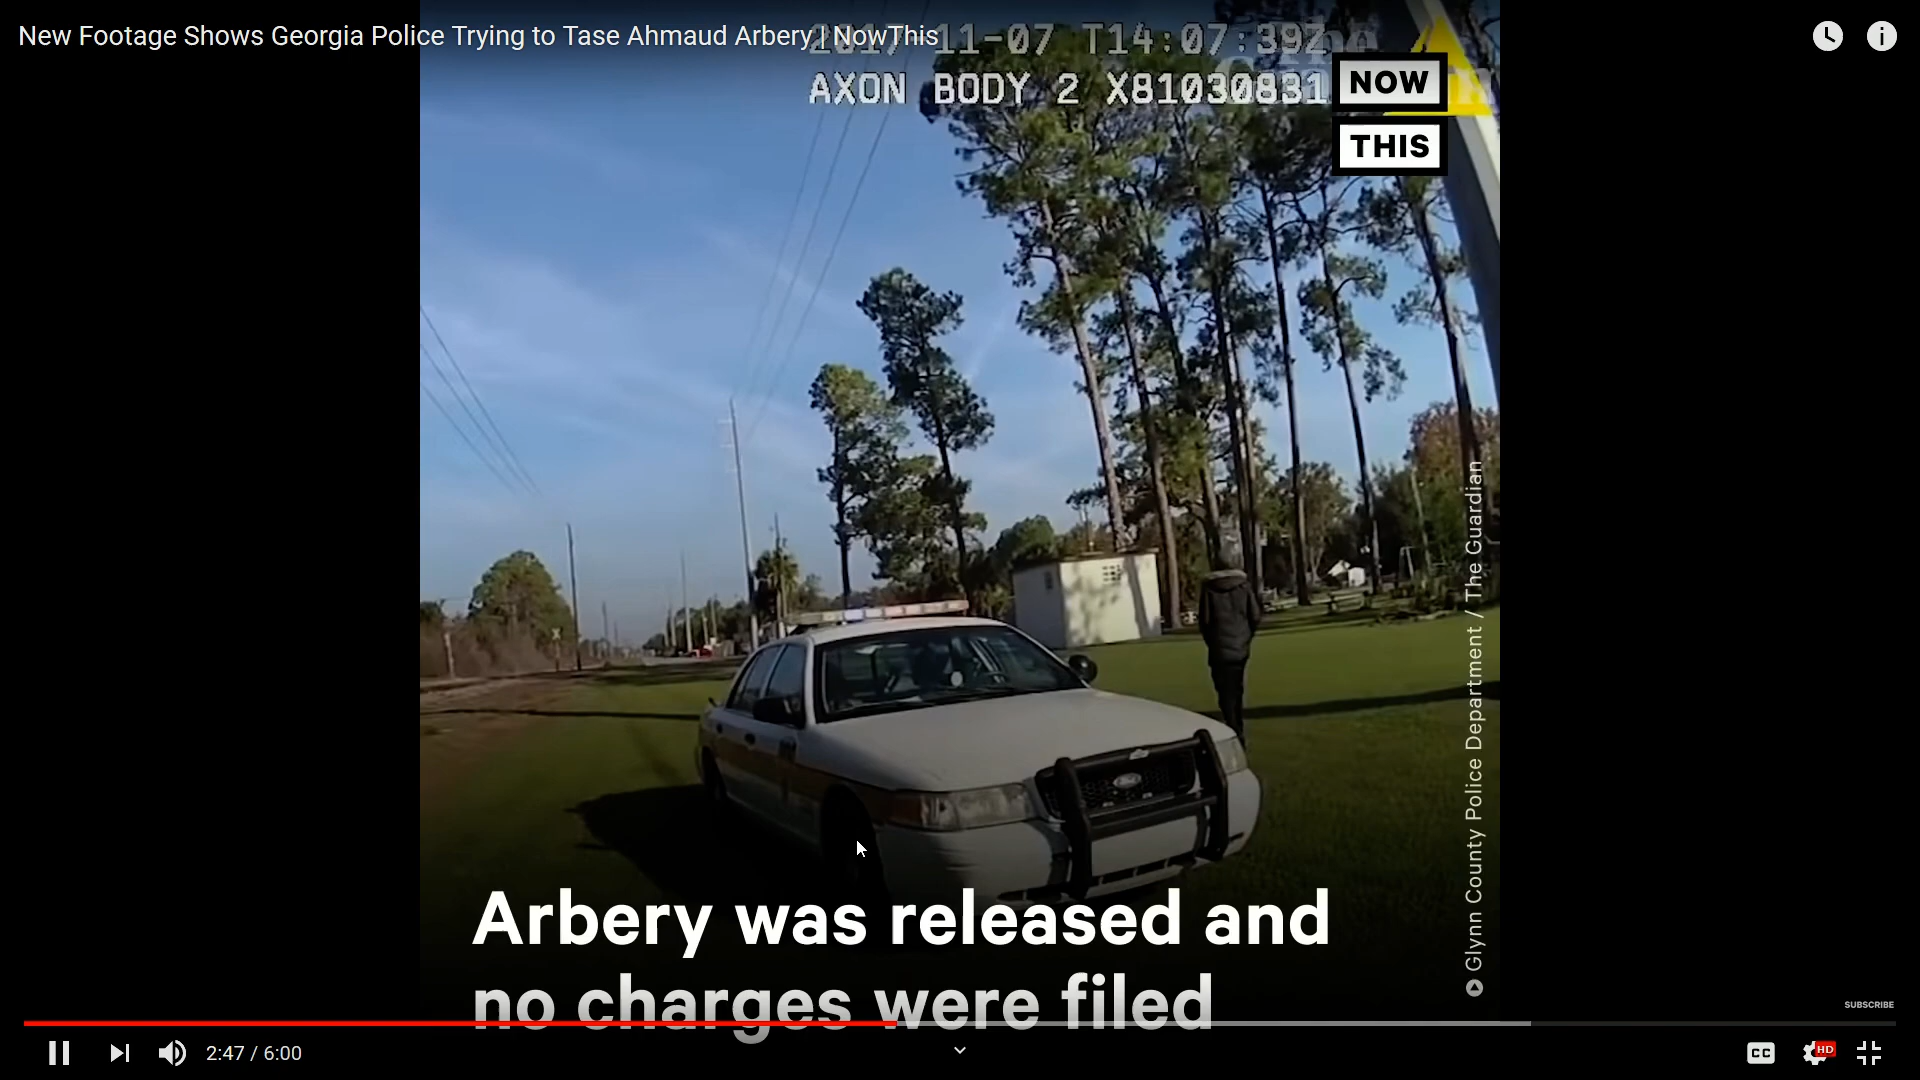 New Footage Shows Georgia Police Trying to Tase Ahmaud Arbery | NowThis
2017-11-07 T14:07:39Z
AXON BODY 2 X81030831
NOW
THIS
Glynn County Police Department / The Guardian
Arbery was released and
no charges were filed
SUBSCRIBE
2:47 / 6:00
CC
HD